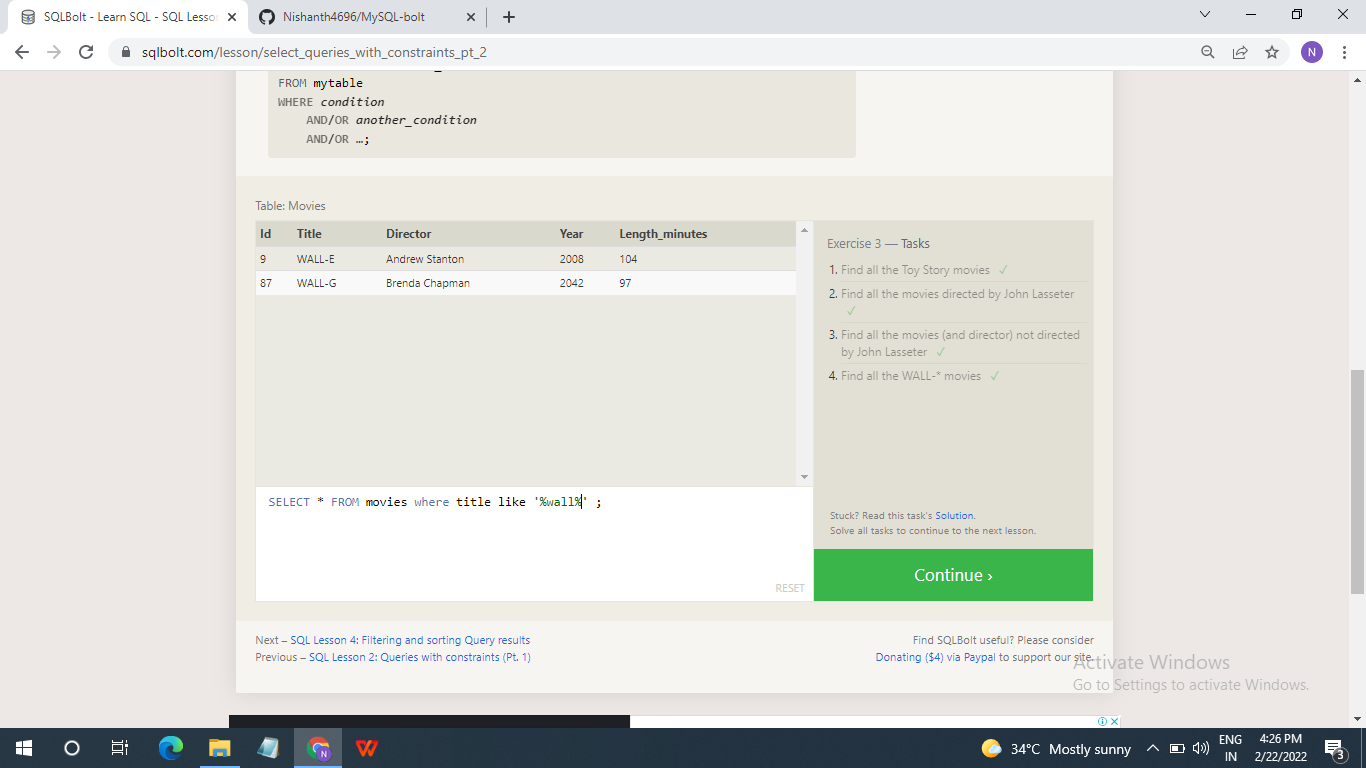 SQLBolt - Learn SQL - SQL Lesson
Nishanth4696/MySQL-bolt
sqlbolt.com/lesson/select_queries_with_constraints_pt_2
N
FROM mytable
WHERE condition
AND/OR another_condition
AND/OR …;
Table: Movies
Id Title Director Year Length_minutes
9 WALL-E Andrew Stanton 2008 104
87 WALL-G Brenda Chapman 2042 97
Exercise 3 — Tasks
1. Find all the Toy Story movies ✓
2. Find all the movies directed by John Lasseter
✓
3. Find all the movies (and director) not directed
by John Lasseter ✓
4. Find all the WALL-* movies ✓
SELECT * FROM movies where title like '%wall%' ;
RESET
Stuck? Read this task's Solution.
Solve all tasks to continue to the next lesson.
Continue ›
Next – SQL Lesson 4: Filtering and sorting Query results
Previous – SQL Lesson 2: Queries with constraints (Pt. 1)
Find SQLBolt useful? Please consider
Donating ($4) via Paypal to support our site.
Activate Windows
Go to Settings to activate Windows.
N
34°C Mostly sunny
ENG
IN
4:26 PM
2/22/2022
3